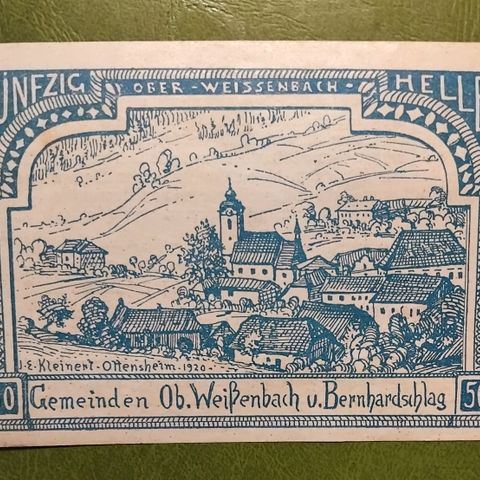 ÜNFZIG OBER-WEISSENBACH HELLE
J.E. Kleinert-Ottensheim. 1920.
0 Gemeinden Ob. Weißenbach u. Bernhardschlag 50